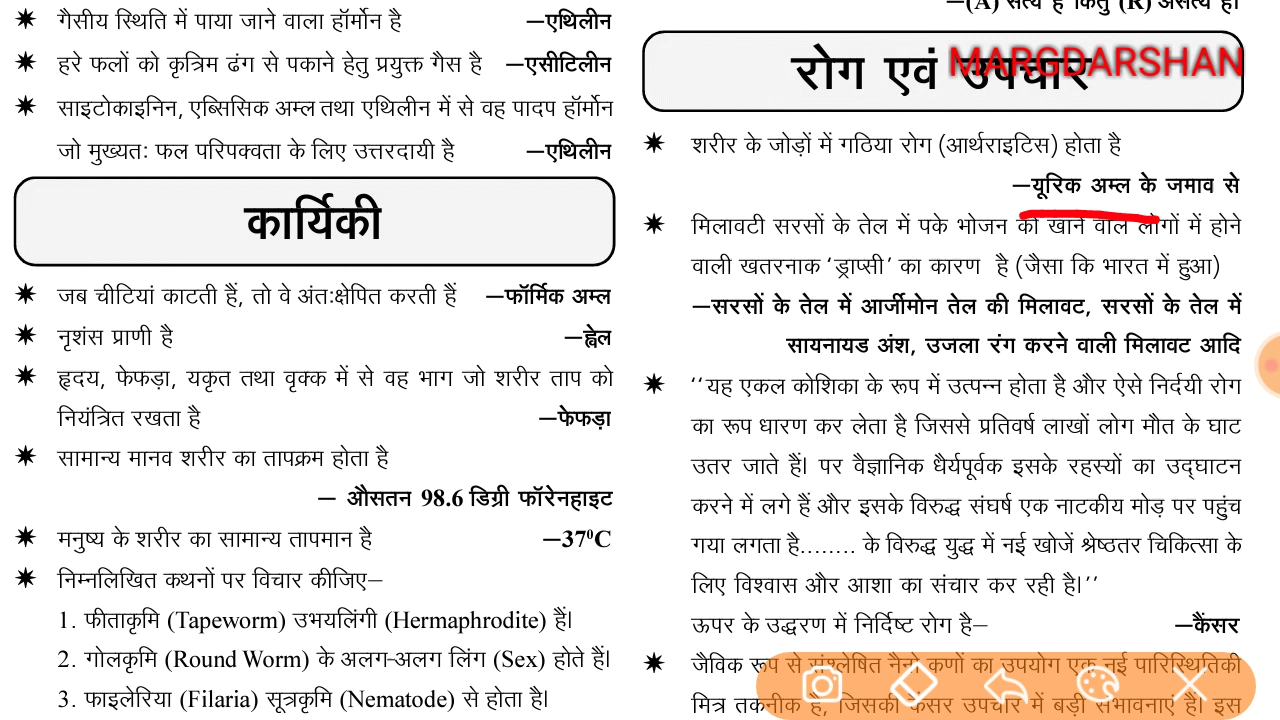 ✷ गैसीय स्थिति में पाया जाने वाला हॉर्मोन है —एथिलीन
✷ हरे फलों को कृत्रिम ढंग से पकाने हेतु प्रयुक्त गैस है —एसीटिलीन
✷ साइटोकाइनिन, एब्सिसिक अम्ल तथा एथिलीन में से वह पादप हॉर्मोन
जो मुख्यतः फल परिपक्वता के लिए उत्तरदायी है —एथिलीन
कार्यिकी
✷ जब चीटियां काटती हैं, तो वे अंतःक्षेपित करती हैं —फॉर्मिक अम्ल
✷ नृशंस प्राणी है —ह्वेल
✷ हृदय, फेफड़ा, यकृत तथा वृक्क में से वह भाग जो शरीर ताप को
नियंत्रित रखता है —फेफड़ा
✷ सामान्य मानव शरीर का तापक्रम होता है
— औसतन 98.6 डिग्री फॉरेनहाइट
✷ मनुष्य के शरीर का सामान्य तापमान है —37⁰C
✷ निम्नलिखित कथनों पर विचार कीजिए–
1. फीताकृमि (Tapeworm) उभयलिंगी (Hermaphrodite) हैं।
2. गोलकृमि (Round Worm) के अलग-अलग लिंग (Sex) होते हैं।
3. फाइलेरिया (Filaria) सूत्रकृमि (Nematode) से होता है।
—(A) सत्य है किंतु (R) असत्य है।
रोग एवं उपचार
MARGDARSHAN
✷ शरीर के जोड़ों में गठिया रोग (आर्थराइटिस) होता है
—यूरिक अम्ल के जमाव से
✷ मिलावटी सरसों के तेल में पके भोजन को खाने वाले लोगों में होने
वाली खतरनाक ‘ड्राप्सी’ का कारण है (जैसा कि भारत में हुआ)
—सरसों के तेल में आर्जीमोन तेल की मिलावट, सरसों के तेल में
सायनायड अंश, उजला रंग करने वाली मिलावट आदि
✷ ‘‘यह एकल कोशिका के रूप में उत्पन्न होता है और ऐसे निर्दयी रोग
का रूप धारण कर लेता है जिससे प्रतिवर्ष लाखों लोग मौत के घाट
उतर जाते हैं। पर वैज्ञानिक धैर्यपूर्वक इसके रहस्यों का उद्घाटन
करने में लगे हैं और इसके विरुद्ध संघर्ष एक नाटकीय मोड़ पर पहुंच
गया लगता है........ के विरुद्ध युद्ध में नई खोजें श्रेष्ठतर चिकित्सा के
लिए विश्वास और आशा का संचार कर रही है।’’
ऊपर के उद्धरण में निर्दिष्ट रोग है– —कैंसर
✷ जैविक रूप से संश्लेषित नैनो कणों का उपयोग एक नई पारिस्थितिकी
मित्र तकनीक है, जिसकी कैंसर उपचार में बड़ी संभावनाएं हैं। इस